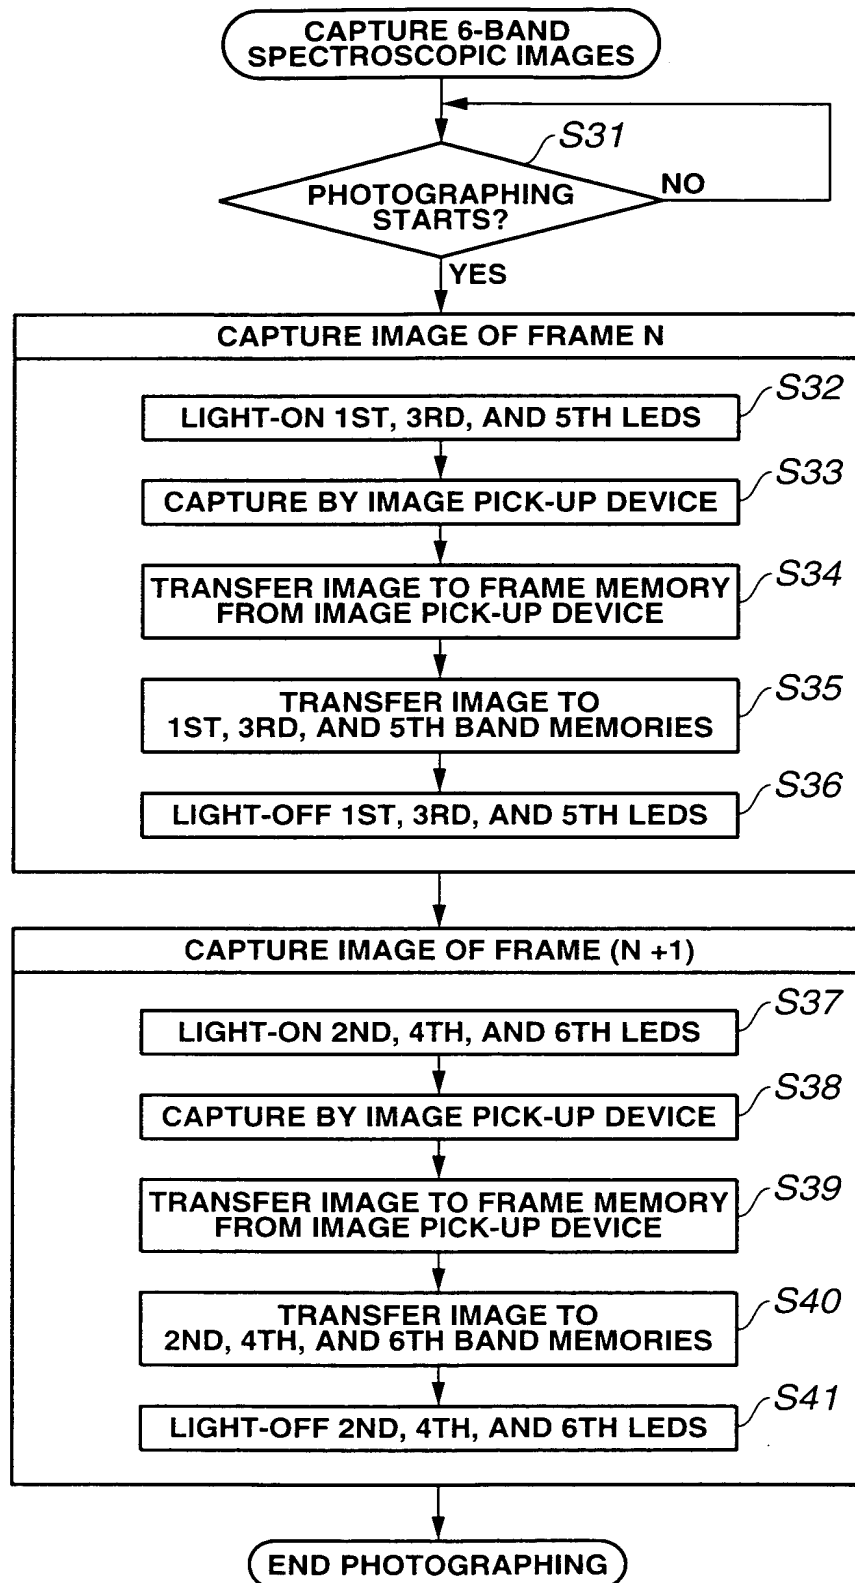 CAPTURE 6-BAND
SPECTROSCOPIC IMAGES
S31
PHOTOGRAPHING
STARTS?
NO
YES
CAPTURE IMAGE OF FRAME N
S32
LIGHT-ON 1ST, 3RD, AND 5TH LEDS
S33
CAPTURE BY IMAGE PICK-UP DEVICE
S34
TRANSFER IMAGE TO FRAME MEMORY
FROM IMAGE PICK-UP DEVICE
S35
TRANSFER IMAGE TO
1ST, 3RD, AND 5TH BAND MEMORIES
S36
LIGHT-OFF 1ST, 3RD, AND 5TH LEDS
CAPTURE IMAGE OF FRAME (N +1)
S37
LIGHT-ON 2ND, 4TH, AND 6TH LEDS
S38
CAPTURE BY IMAGE PICK-UP DEVICE
S39
TRANSFER IMAGE TO FRAME MEMORY
FROM IMAGE PICK-UP DEVICE
S40
TRANSFER IMAGE TO
2ND, 4TH, AND 6TH BAND MEMORIES
S41
LIGHT-OFF 2ND, 4TH, AND 6TH LEDS
END PHOTOGRAPHING